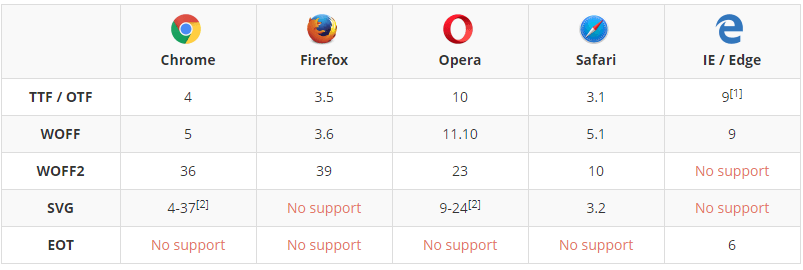 Chrome Firefox Opera Safari IE / Edge
TTF / OTF 4 3.5 10 3.1 9[1]
WOFF 5 3.6 11.10 5.1 9
WOFF2 36 39 23 10 No support
SVG 4-37[2] No support 9-24[2] 3.2 No support
EOT No support No support No support No support 6